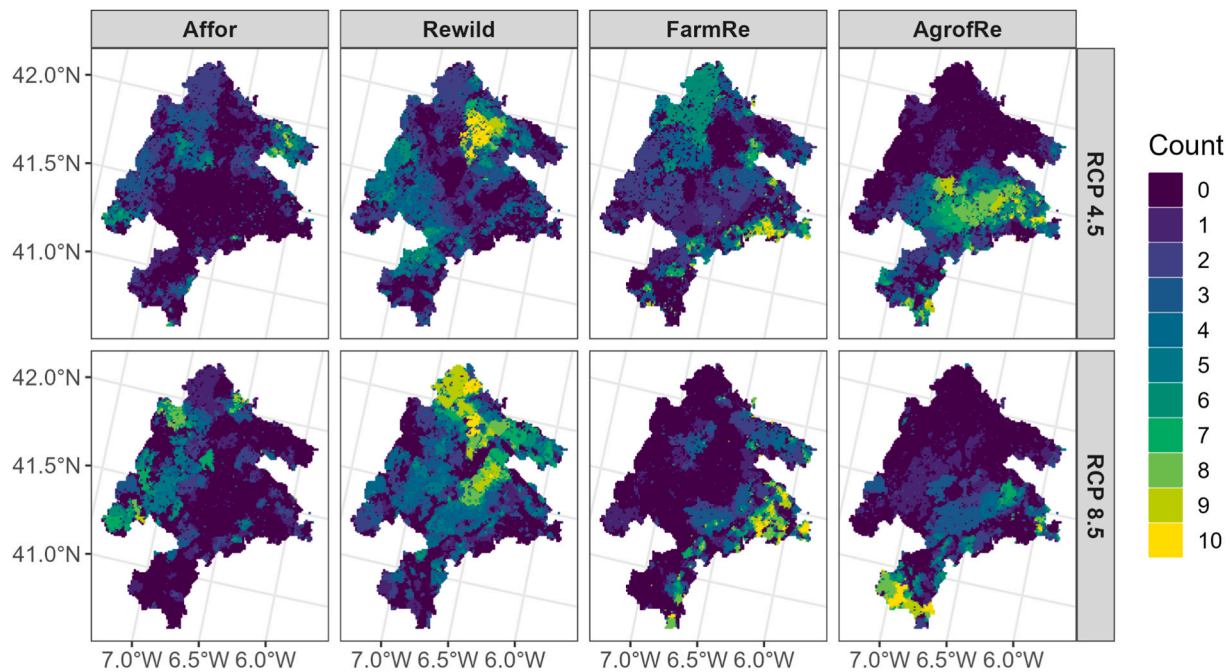 Affor Rewild FarmRe AgrofRe
42.0°N
41.5°N
41.0°N
RCP 4.5
42.0°N
41.5°N
41.0°N
RCP 8.5
7.0°W 6.5°W 6.0°W 7.0°W 6.5°W 6.0°W 7.0°W 6.5°W 6.0°W 7.0°W 6.5°W 6.0°W
Count
0
1
2
3
4
5
6
7
8
9
10